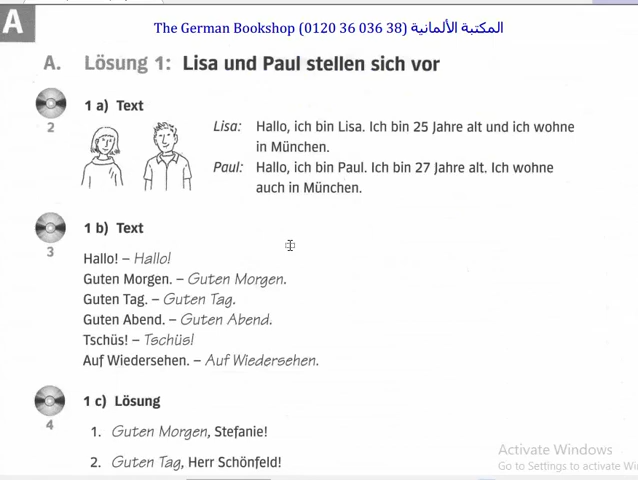 A
The German Bookshop (0120 36 036 38) المكتبة الألمانية
A. Lösung 1: Lisa und Paul stellen sich vor
1 a) Text
2
Lisa: Hallo, ich bin Lisa. Ich bin 25 Jahre alt und ich wohne
in München.
Paul: Hallo, ich bin Paul. Ich bin 27 Jahre alt. Ich wohne
auch in München.
1 b) Text
3
Hallo! – Hallo!
Guten Morgen. – Guten Morgen.
Guten Tag. – Guten Tag.
Guten Abend. – Guten Abend.
Tschüs! – Tschüs!
Auf Wiedersehen. – Auf Wiedersehen.
1 c) Lösung
4
1. Guten Morgen, Stefanie!
2. Guten Tag, Herr Schönfeld!
Activate Windows
Go to Settings to activate Wi